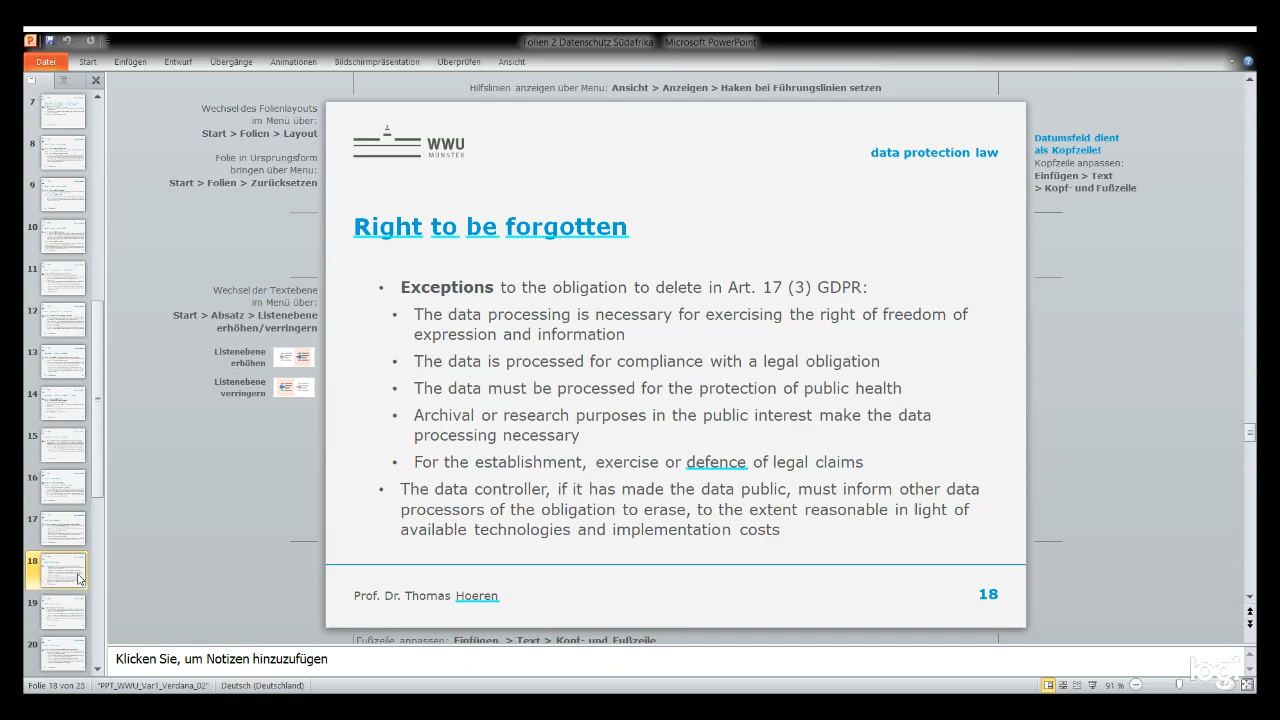 Folien 2 Datenschutz Südafrika - Microsoft PowerPoint
Datei Start Einfügen Entwurf Übergänge Animationen Bildschirmpräsentation Überprüfen Ansicht
Hilfslinien anzeigen über Menu: Ansicht > Anzeigen > Haken bei Führungslinien setzen
Wechsel des Folienlayouts
im Menü über:
Start > Folien > Layout
Folie in Ursprungsform
bringen über Menu:
Start > Folien > Zurücksetzen
Wechsel der Textebene
im Menü über:
Start > Absatz > Listenebene
erhöhen/verringern
Listenebene
erhöhen
Listenebene
verringern
WWU
MÜNSTER
data protection law
Right to be forgotten
• Exceptions to the obligation to delete in Art. 17 (3) GDPR:
• The data processing is necessary for exercising the right of freedom of
expression and information
• The data is processed for compliance with a legal obligation
• The data must be processed for the protection of public health
• Archival or research purposes in the public interest make the data
processing necessary
• For the establishment, exercise or defence of legal claims
• The data controller, if it has made the data public, must inform other data
processors of the obligation to erase, to the extent reasonable in light of
available technologies and implementation costs
Prof. Dr. Thomas Hoeren
18
Datumsfeld dient
als Kopfzeile!
Kopfzeile anpassen:
Einfügen > Text
> Kopf- und Fußzeile
Fußzeile anpassen: Einfügen > Text > Kopf- und Fußzeile
7
8
9
10
11
12
13
14
15
16
17
18
19
20
Klicken Sie, um Notizen hinzuzufügen
Folie 18 von 25 "PPT_WWU_Var1_Verdana_02" Deutsch (Deutschland) 91 %
logi